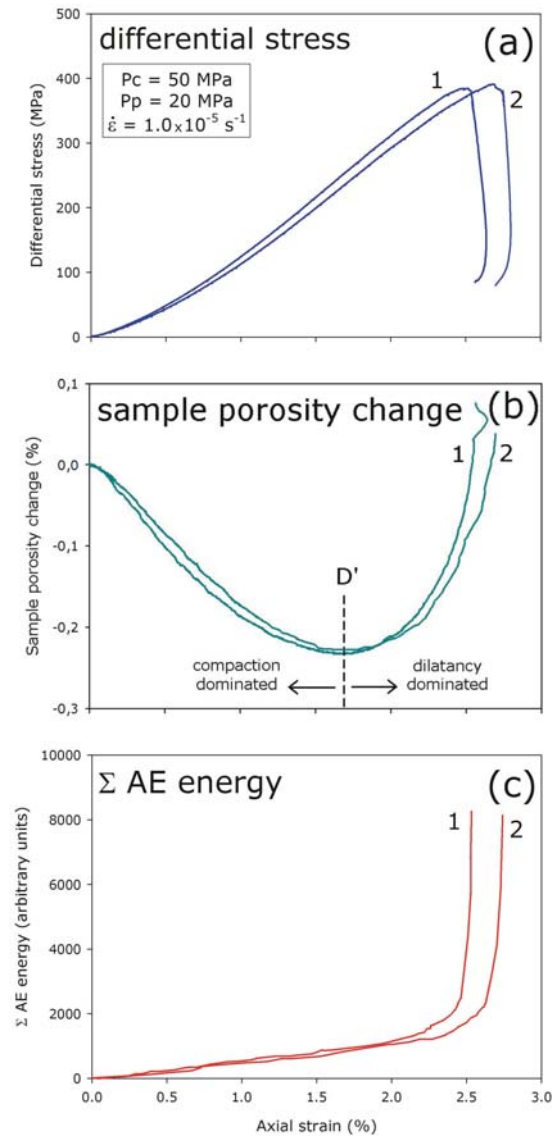 differential stress
(a)
Pc = 50 MPa
Pp = 20 MPa
ε̇ = 1.0x10⁻⁵ s⁻¹
1
2
Differential stress (MPa)
500
400
300
200
100
0
sample porosity change
(b)
1
2
Sample porosity change (%)
0,1
0,0
-0,1
-0,2
-0,3
D'
compaction
dominated
dilatancy
dominated
Σ AE energy
(c)
1
2
Σ AE energy (arbitrary units)
10000
8000
6000
4000
2000
0
0.0 0.5 1.0 1.5 2.0 2.5 3.0
Axial strain (%)